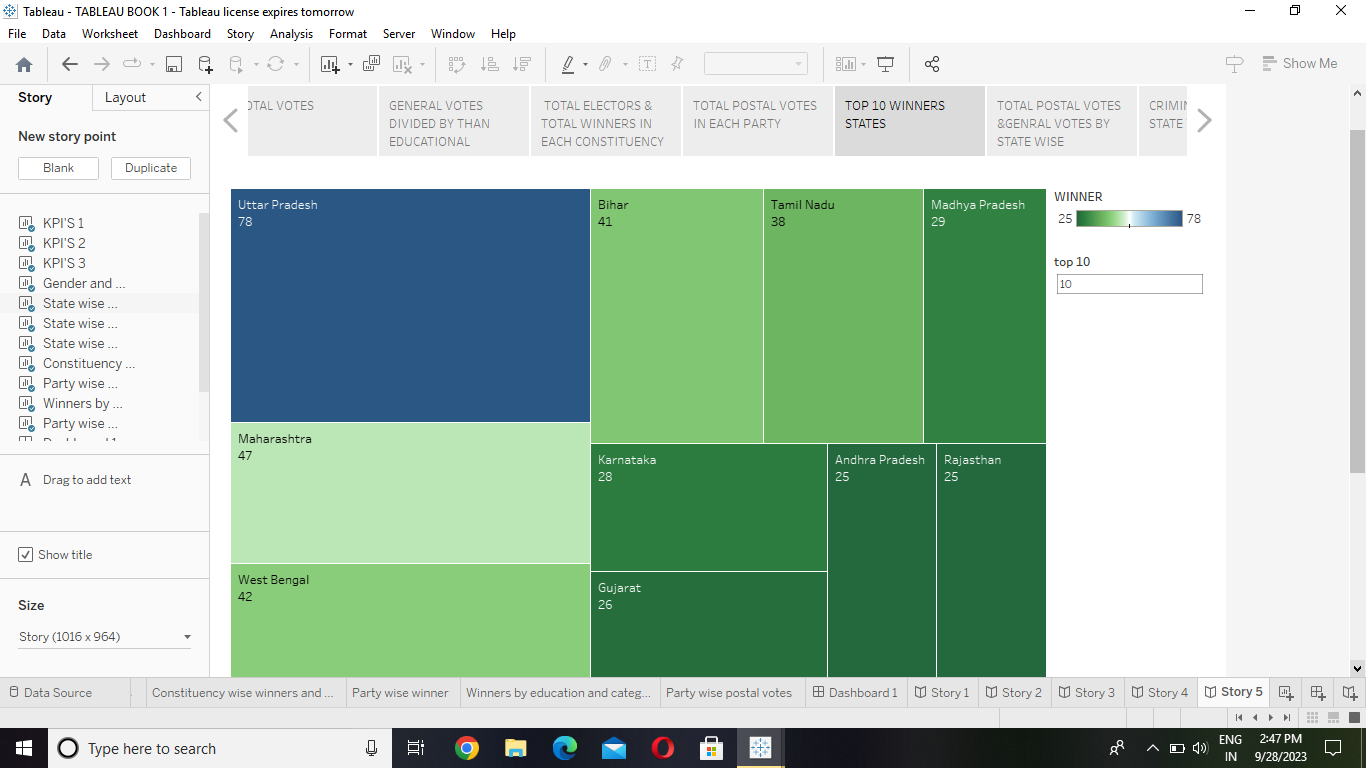 Tableau - TABLEAU BOOK 1 - Tableau license expires tomorrow
File Data Worksheet Dashboard Story Analysis Format Server Window Help
Show Me
Story Layout
New story point
Blank Duplicate
KPI'S 1
KPI'S 2
KPI'S 3
Gender and ...
State wise ...
State wise ...
State wise ...
Constituency ...
Party wise ...
Winners by ...
Party wise ...
A Drag to add text
Show title
Size
Story (1016 x 964)
OTAL VOTES
GENERAL VOTES
DIVIDED BY THAN
EDUCATIONAL
TOTAL ELECTORS &
TOTAL WINNERS IN
EACH CONSTITUENCY
TOTAL POSTAL VOTES
IN EACH PARTY
TOP 10 WINNERS
STATES
TOTAL POSTAL VOTES
&GENRAL VOTES BY
STATE WISE
CRIMIN
STATE
Uttar Pradesh
78
Maharashtra
47
West Bengal
42
Bihar
41
Tamil Nadu
38
Madhya Pradesh
29
Karnataka
28
Gujarat
26
Andhra Pradesh
25
Rajasthan
25
WINNER
25 78
top 10
10
Data Source Constituency wise winners and ... Party wise winner Winners by education and categ... Party wise postal votes Dashboard 1 Story 1 Story 2 Story 3 Story 4 Story 5
Type here to search
ENG
IN
2:47 PM
9/28/2023